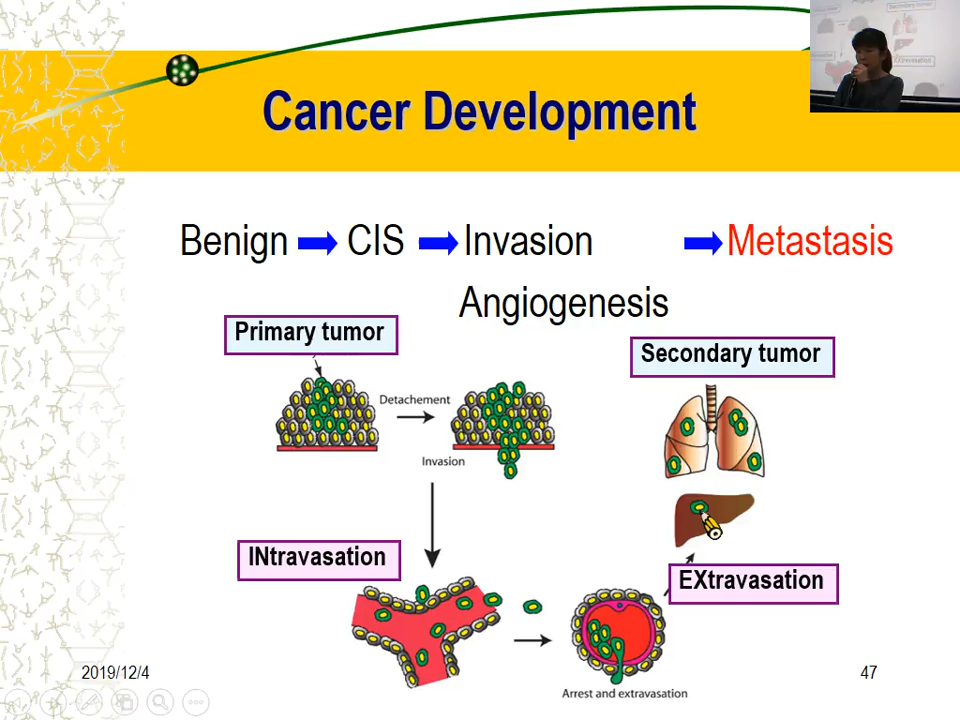 Cancer Development
Benign CIS Invasion Metastasis
Angiogenesis
Primary tumor
Secondary tumor
Detachement
Invasion
INtravasation
EXtravasation
Arrest and extravasation
2019/12/4
47